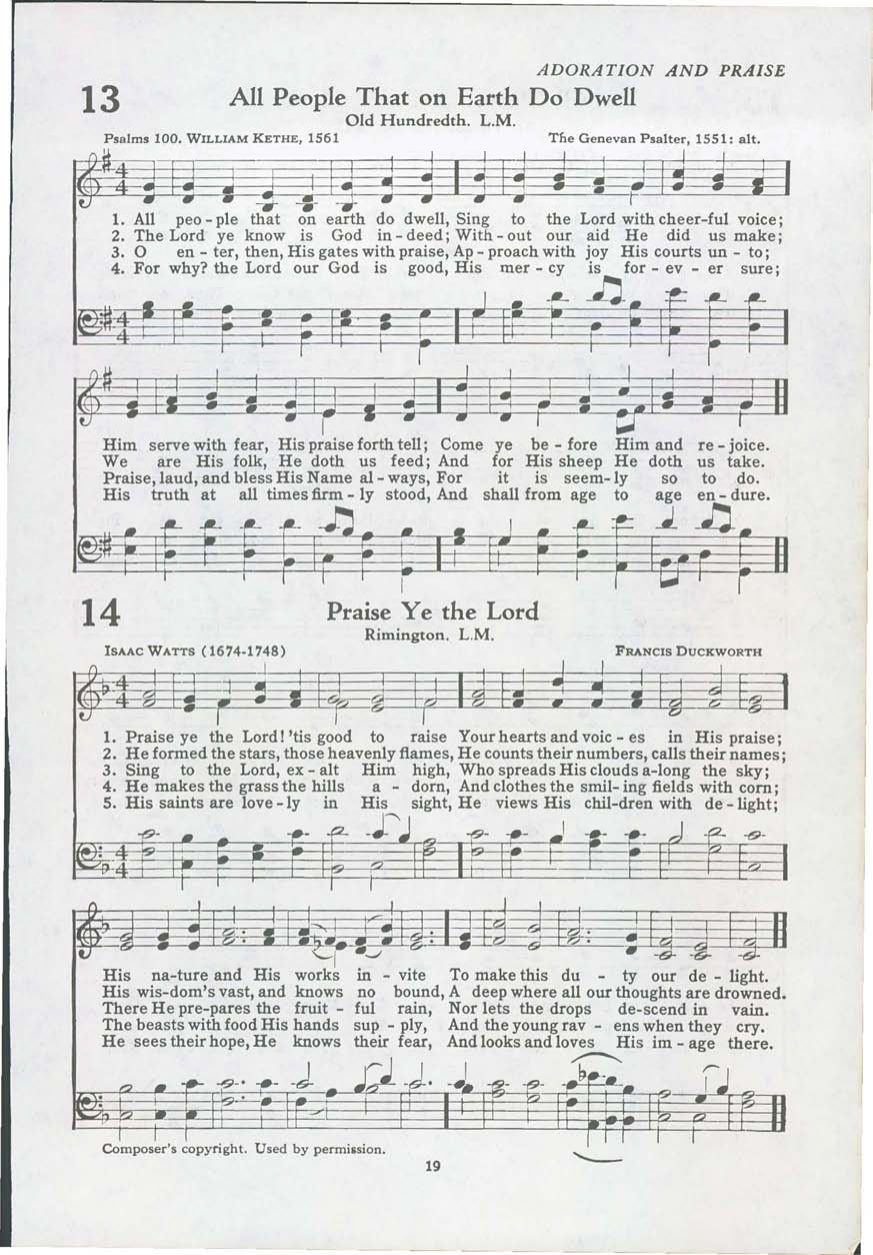 ADORATION AND PRAISE
13 All People That on Earth Do Dwell
Old Hundredth. L.M.
Psalms 100. WILLIAM KETHE, 1561 The Genevan Psalter, 1551: alt.
1. All peo - ple that on earth do dwell, Sing to the Lord with cheer-ful voice;
2. The Lord ye know is God in - deed; With - out our aid He did us make;
3. O en - ter, then, His gates with praise, Ap - proach with joy His courts un - to;
4. For why? the Lord our God is good, His mer - cy is for - ev - er sure;
Him serve with fear, His praise forth tell; Come ye be - fore Him and re - joice.
We are His folk, He doth us feed; And for His sheep He doth us take.
Praise, laud, and bless His Name al - ways, For it is seem-ly so to do.
His truth at all times firm - ly stood, And shall from age to age en - dure.
14 Praise Ye the Lord
Rimington. L.M.
ISAAC WATTS (1674-1748) FRANCIS DUCKWORTH
1. Praise ye the Lord! 'tis good to raise Your hearts and voic - es in His praise;
2. He formed the stars, those heavenly flames, He counts their numbers, calls their names;
3. Sing to the Lord, ex - alt Him high, Who spreads His clouds a-long the sky;
4. He makes the grass the hills a - dorn, And clothes the smil - ing fields with corn;
5. His saints are love - ly in His sight, He views His chil-dren with de - light;
His na-ture and His works in - vite To make this du - ty our de - light.
His wis-dom's vast, and knows no bound, A deep where all our thoughts are drowned.
There He pre-pares the fruit - ful rain, Nor lets the drops de-scend in vain.
The beasts with food His hands sup - ply, And the young rav - ens when they cry.
He sees their hope, He knows their fear, And looks and loves His im - age there.
Composer's copyright. Used by permission.
19